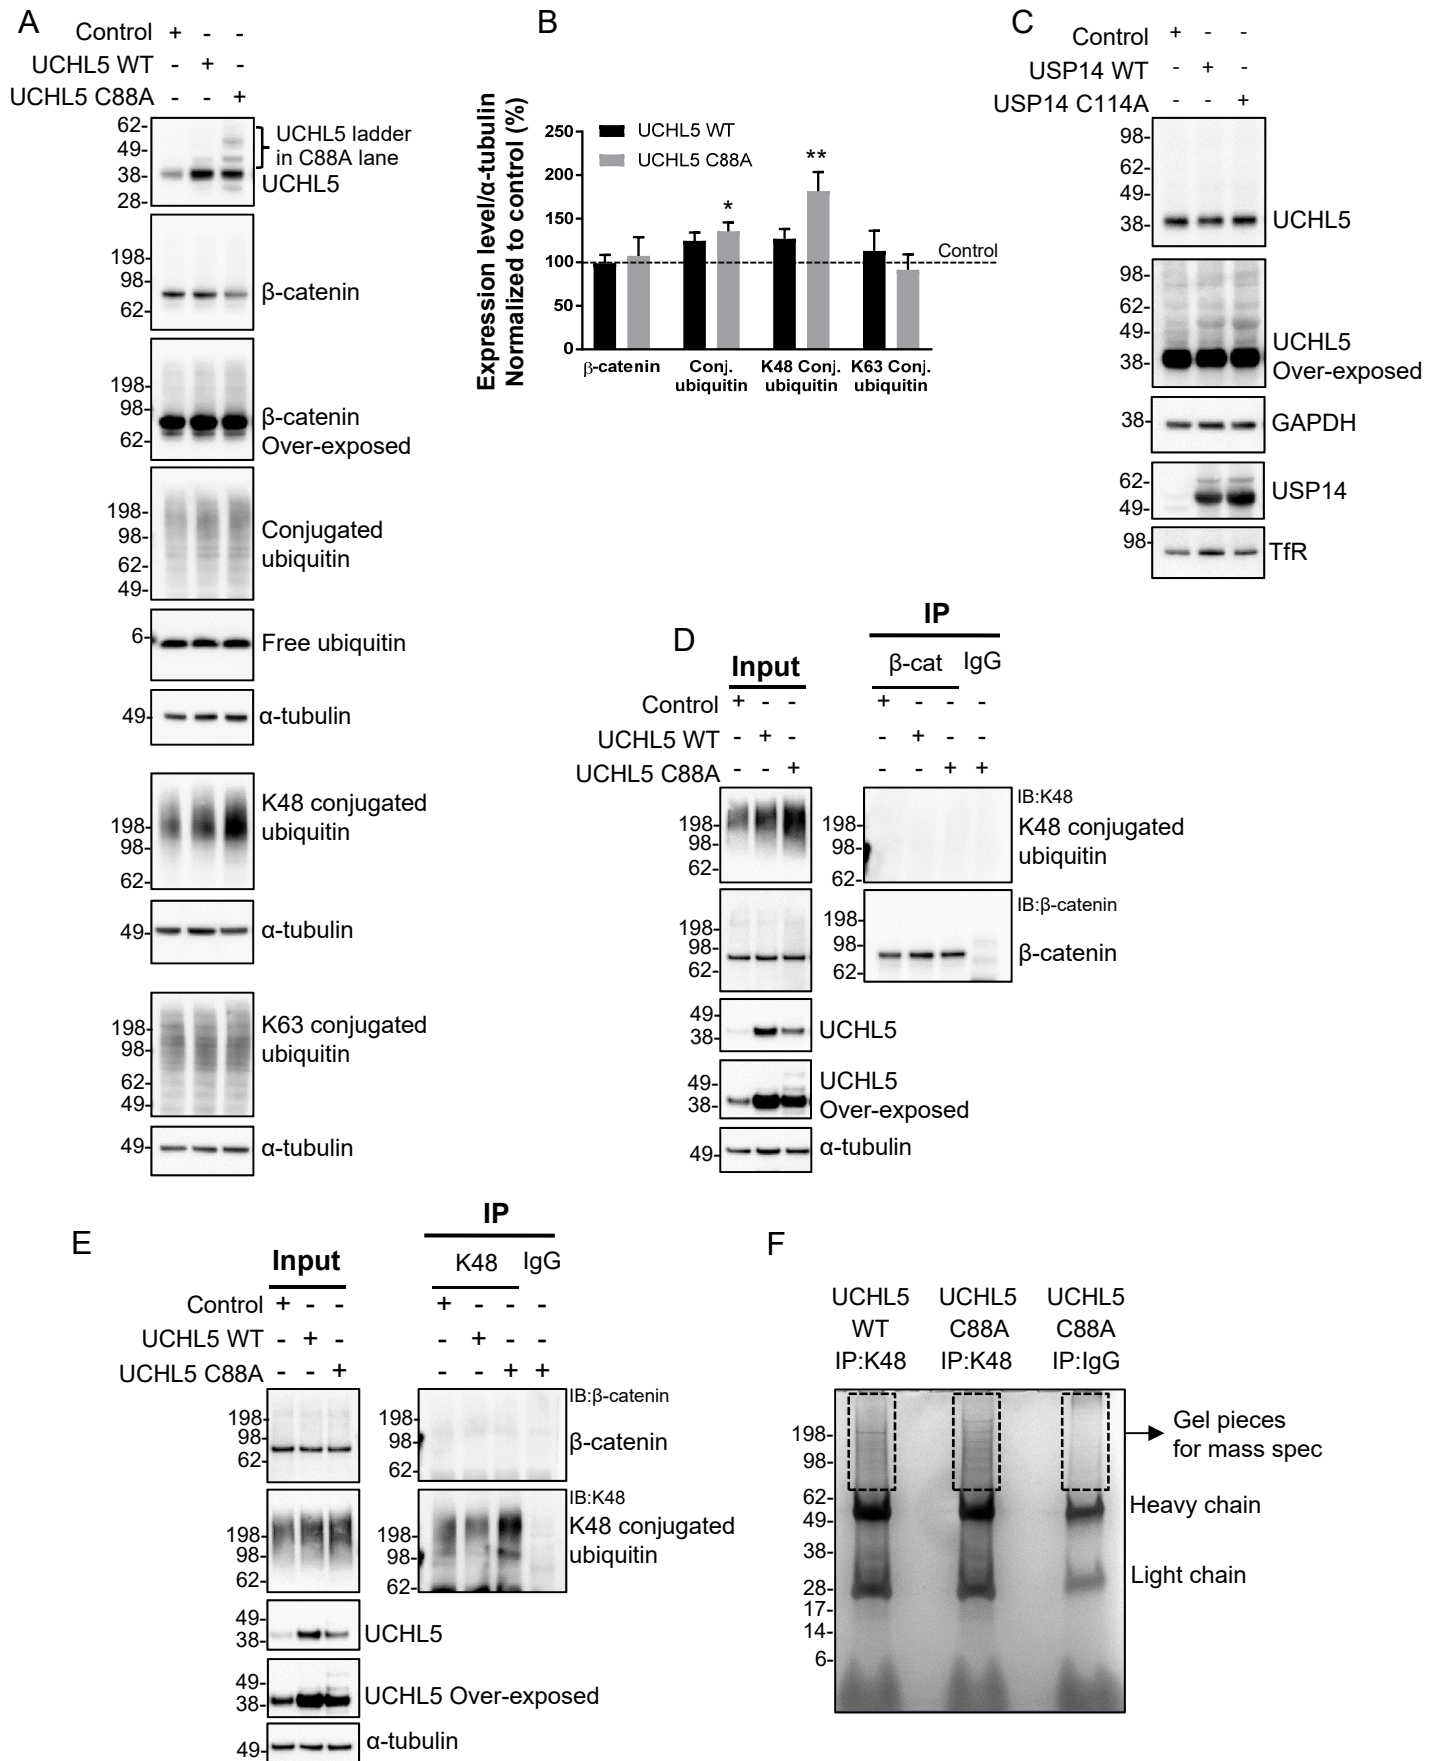 A
Control + - -
UCHL5 WT - + -
UCHL5 C88A - - +
62-
49-
38-
28-
UCHL5 ladder
in C88A lane
UCHL5
198-
98-
62-
β-catenin
198-
98-
62-
β-catenin
Over-exposed
198-
98-
62-
49-
Conjugated
ubiquitin
6-
Free ubiquitin
49-
α-tubulin
198-
98-
62-
K48 conjugated
ubiquitin
49-
α-tubulin
198-
98-
62-
49-
K63 conjugated
ubiquitin
49-
α-tubulin
B
Expression level/α-tubulin
Normalized to control (%)
250
200
150
100
50
0
UCHL5 WT
UCHL5 C88A
*
**
Control
β-catenin
Conj.
ubiquitin
K48 Conj.
ubiquitin
K63 Conj.
ubiquitin
C
Control + - -
USP14 WT - + -
USP14 C114A - - +
98-
62-
49-
38-
UCHL5
98-
62-
49-
38-
UCHL5
Over-exposed
38-
GAPDH
62-
49-
USP14
98-
TfR
D
IP
Input
β-cat IgG
Control + - - + - - -
UCHL5 WT - + - - + - -
UCHL5 C88A - - + - - + +
198-
98-
62-
198-
98-
62-
IB:K48
K48 conjugated
ubiquitin
198-
98-
62-
198-
98-
62-
IB:β-catenin
β-catenin
49-
38-
UCHL5
49-
38-
UCHL5
Over-exposed
49-
α-tubulin
E
IP
Input
K48 IgG
Control + - - + - - -
UCHL5 WT - + - - + - -
UCHL5 C88A - - + - - + +
198-
98-
62-
198-
98-
62-
IB:β-catenin
β-catenin
198-
98-
62-
198-
98-
62-
IB:K48
K48 conjugated
ubiquitin
49-
38-
UCHL5
49-
38-
UCHL5 Over-exposed
49-
α-tubulin
F
UCHL5
WT
IP:K48
UCHL5
C88A
IP:K48
UCHL5
C88A
IP:IgG
198-
98-
62-
49-
38-
28-
17-
14-
6-
Gel pieces
for mass spec
Heavy chain
Light chain